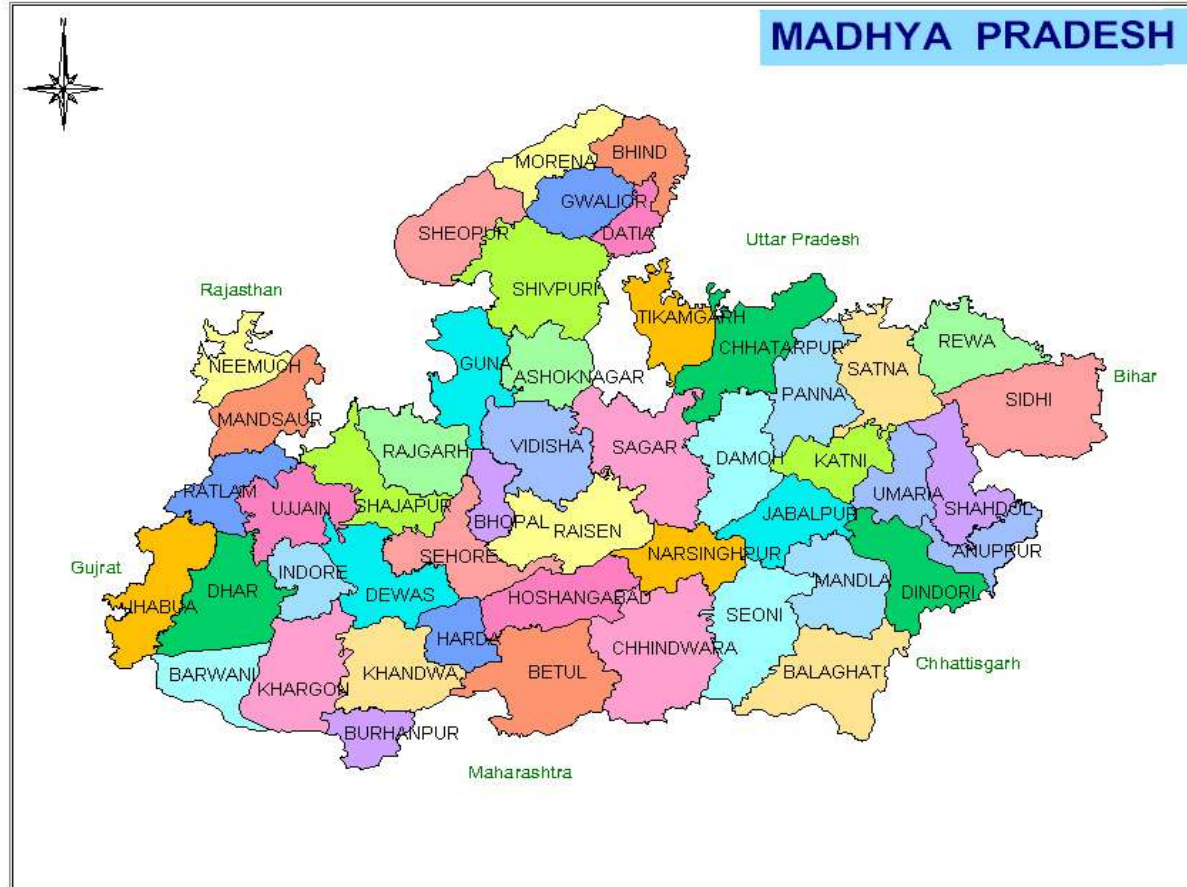 MADHYA PRADESH
BHIND
MORENA
GWALIOR
SHEOPUR
DATIA
Uttar Pradesh
SHIVPURI
Rajasthan
TIKAMGARH
CHHATARPUR
REWA
NEEMUCH
GUNA
ASHOKNAGAR
SATNA
Bihar
PANNA
SIDHI
MANDSAUR
RAJGARH
VIDISHA
SAGAR
DAMOH
KATNI
RATLAM
UJJAIN
SHAJAPUR
UMARIA
SHAHDOL
BHOPAL
RAISEN
JABALPUR
SEHORE
NARSINGHPUR
ANUPPUR
Gujrat
INDORE
MANDLA
DHAR
DEWAS
HOSHANGABAD
DINDORI
JHABUA
SEONI
HARDA
CHHINDWARA
Chhattisgarh
BARWANI
KHANDWA
BETUL
BALAGHAT
KHARGON
BURHANPUR
Maharashtra